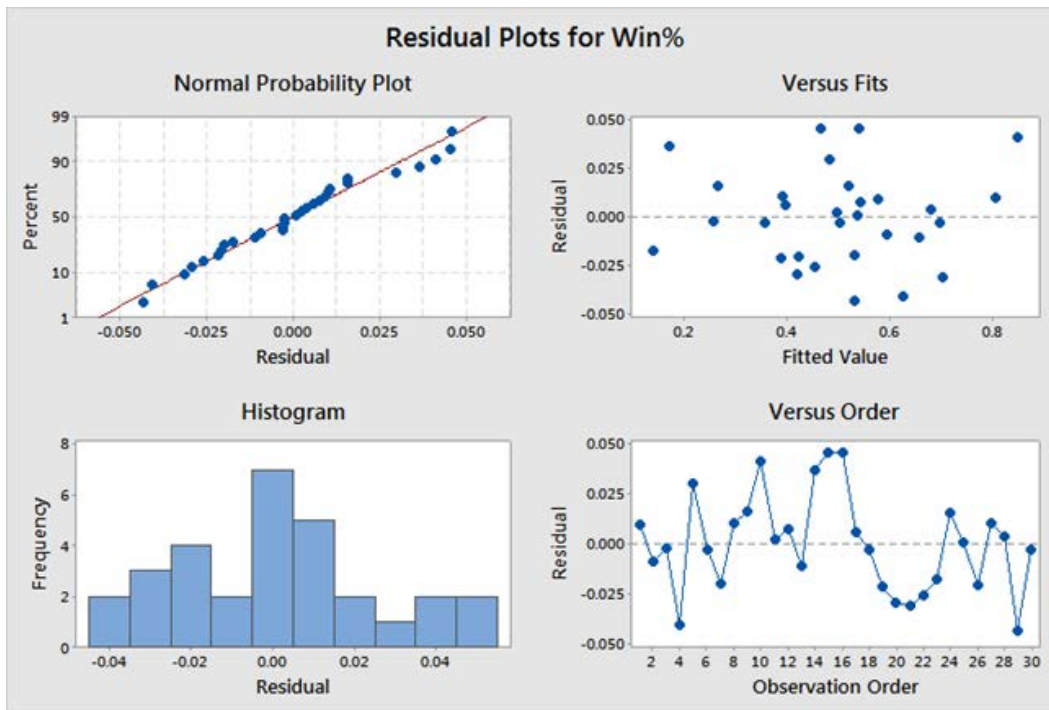 Residual Plots for Win%
Normal Probability Plot
99
90
50
10
1
Percent
-0.050 -0.025 0.000 0.025 0.050
Residual
Versus Fits
0.050
0.025
0.000
-0.025
-0.050
Residual
0.2 0.4 0.6 0.8
Fitted Value
Histogram
8
6
4
2
0
Frequency
-0.04 -0.02 0.00 0.02 0.04
Residual
Versus Order
0.050
0.025
0.000
-0.025
-0.050
Residual
2 4 6 8 10 12 14 16 18 20 22 24 26 28 30
Observation Order